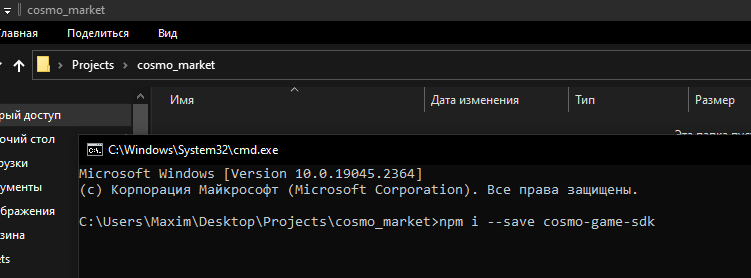 cosmo_market
лавная Поделиться Вид
Projects cosmo_market
Имя Дата изменения Тип Размер
рый доступ
очий стол
C:\Windows\System32\cmd.exe
рузки
Microsoft Windows [Version 10.0.19045.2364]
ументы
(c) Корпорация Майкрософт (Microsoft Corporation). Все права защищены.
бражения
C:\Users\Maxim\Desktop\Projects\cosmo_market>npm i --save cosmo-game-sdk
зина
ets